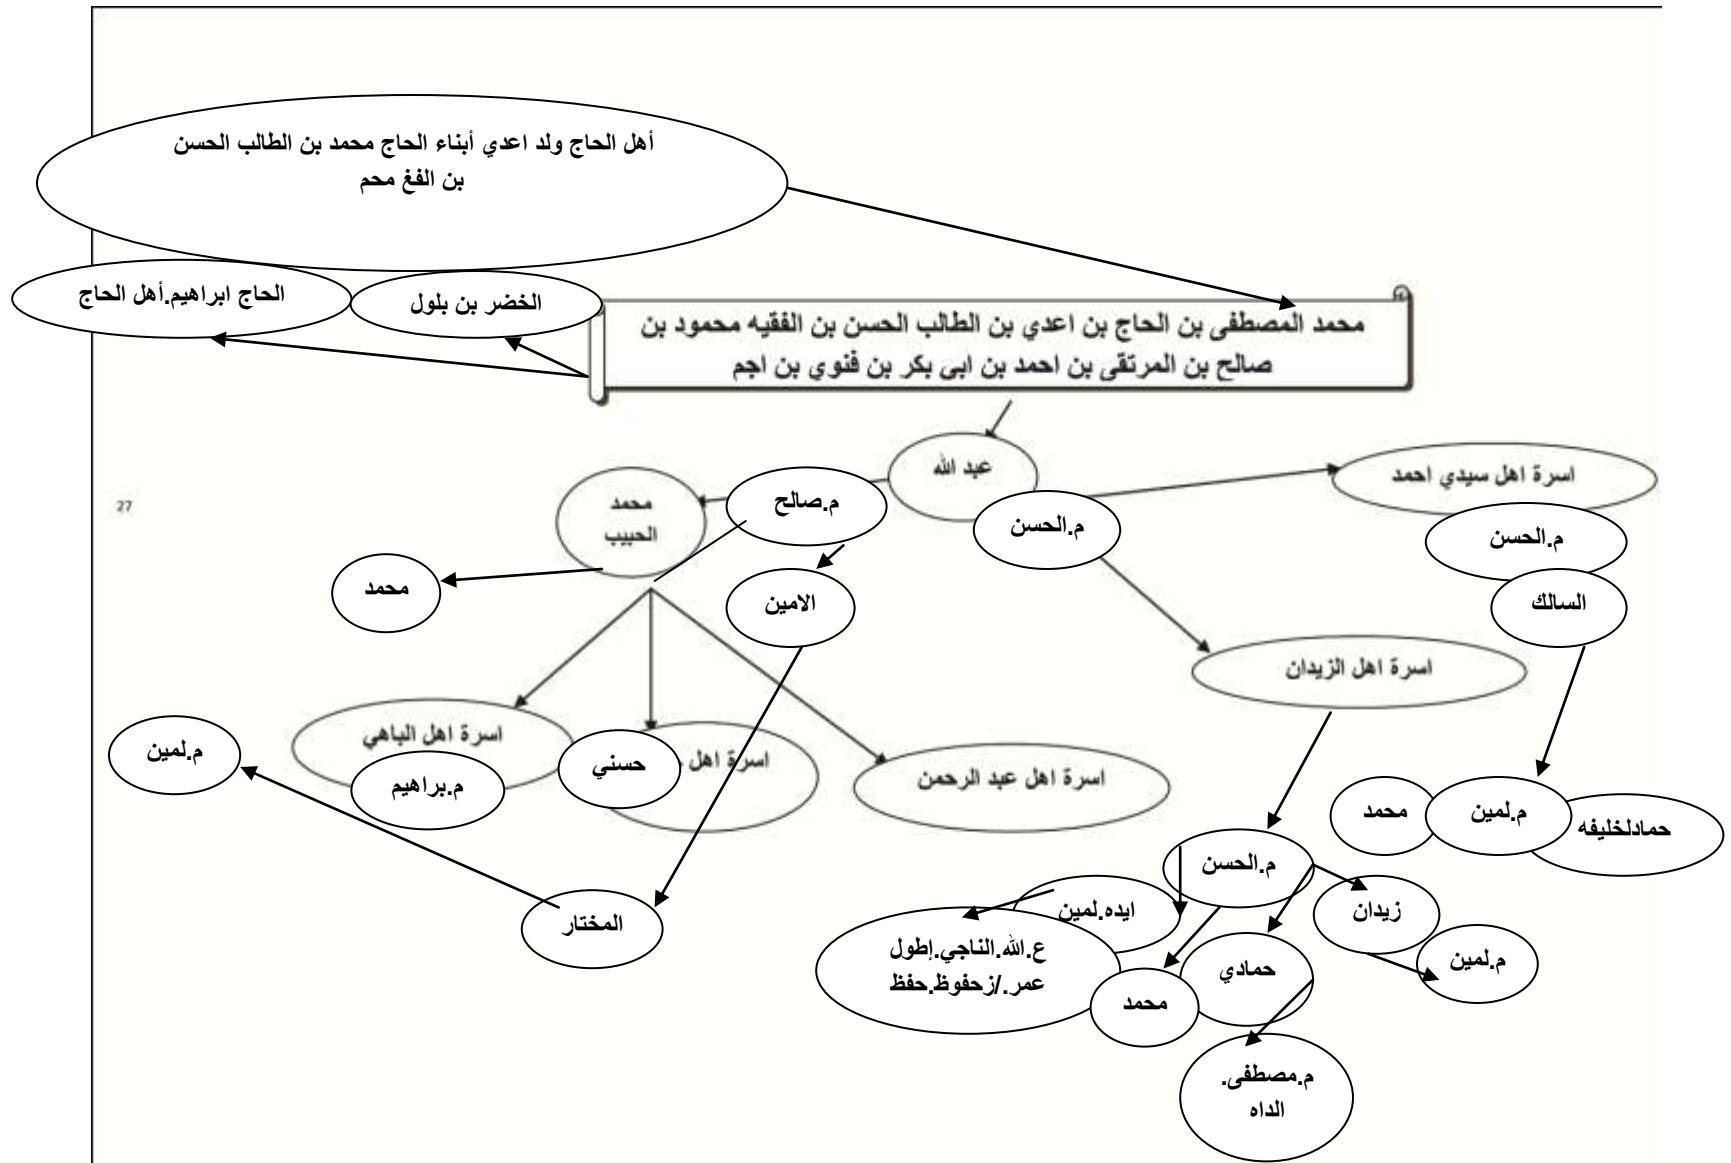 أهل الحاج ولد اعدي أبناء الحاج محمد بن الطالب الحسن
بن الفغ محم
الحاج ابراهيم.أهل الحاج
الخضر بن بلول
محمد المصطفى بن الحاج بن اعدي بن الطالب الحسن بن الفقيه محمود بن
صالح بن المرتقى بن احمد بن ابى بكر بن فنوي بن اجم
عبد الله
اسرة اهل سيدي احمد
م.الحسن
م.الحسن
م.صالح
محمد
الحبيب
27
السالك
الامين
محمد
اسرة اهل الزيدان
اسرة اهل عبد الرحمن
اسرة اهل
حسني
اسرة اهل الباهي
م.براهيم
م.لمين
حمادلخليفه
م.لمين
محمد
م.الحسن
زيدان
م.لمين
ايده.لمين
المختار
ع.الله.الناجي.إطول
عمر./زحفوظ.حفظ
حمادي
محمد
م.مصطفى.
الداه